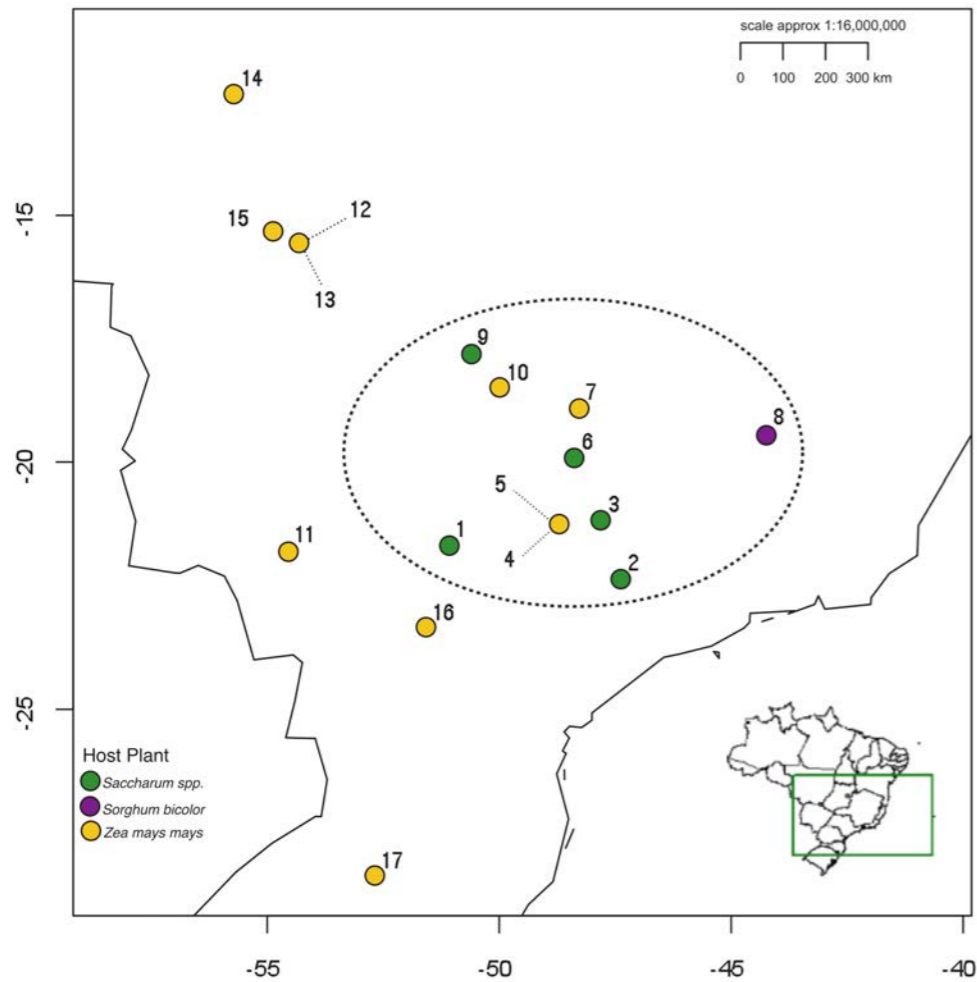 scale approx 1:16,000,000
0 100 200 300 km
14
-15
15
12
13
9
10
7
8
-20
6
5
3
11
1
4
2
16
-25
Host Plant
Saccharum spp.
Sorghum bicolor
Zea mays mays
17
-55 -50 -45 -40